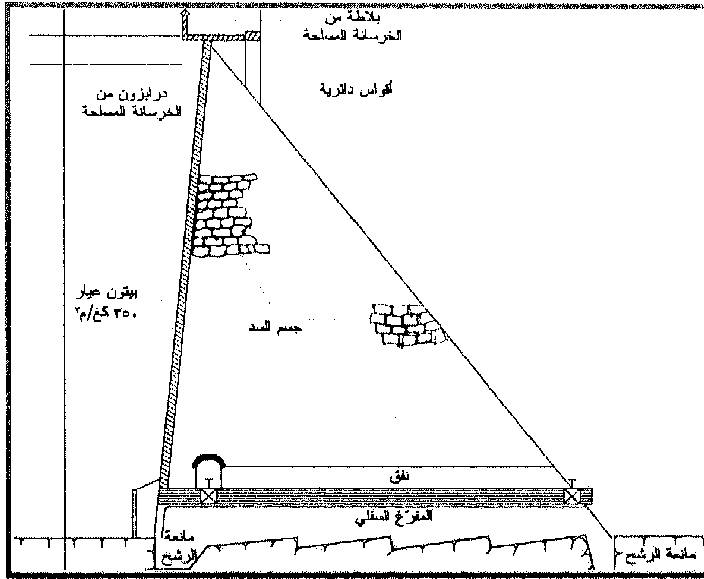 بلاطة من
الخرسانة المسلحة
أقواس دائرية
درابزون من
الخرسانة المسلحة
بيتون عيار
٣٥٠ كغ/م٣
جسم السد
نفق
المفرغ السفلي
مانعة
الرشح
مانعة الرشح